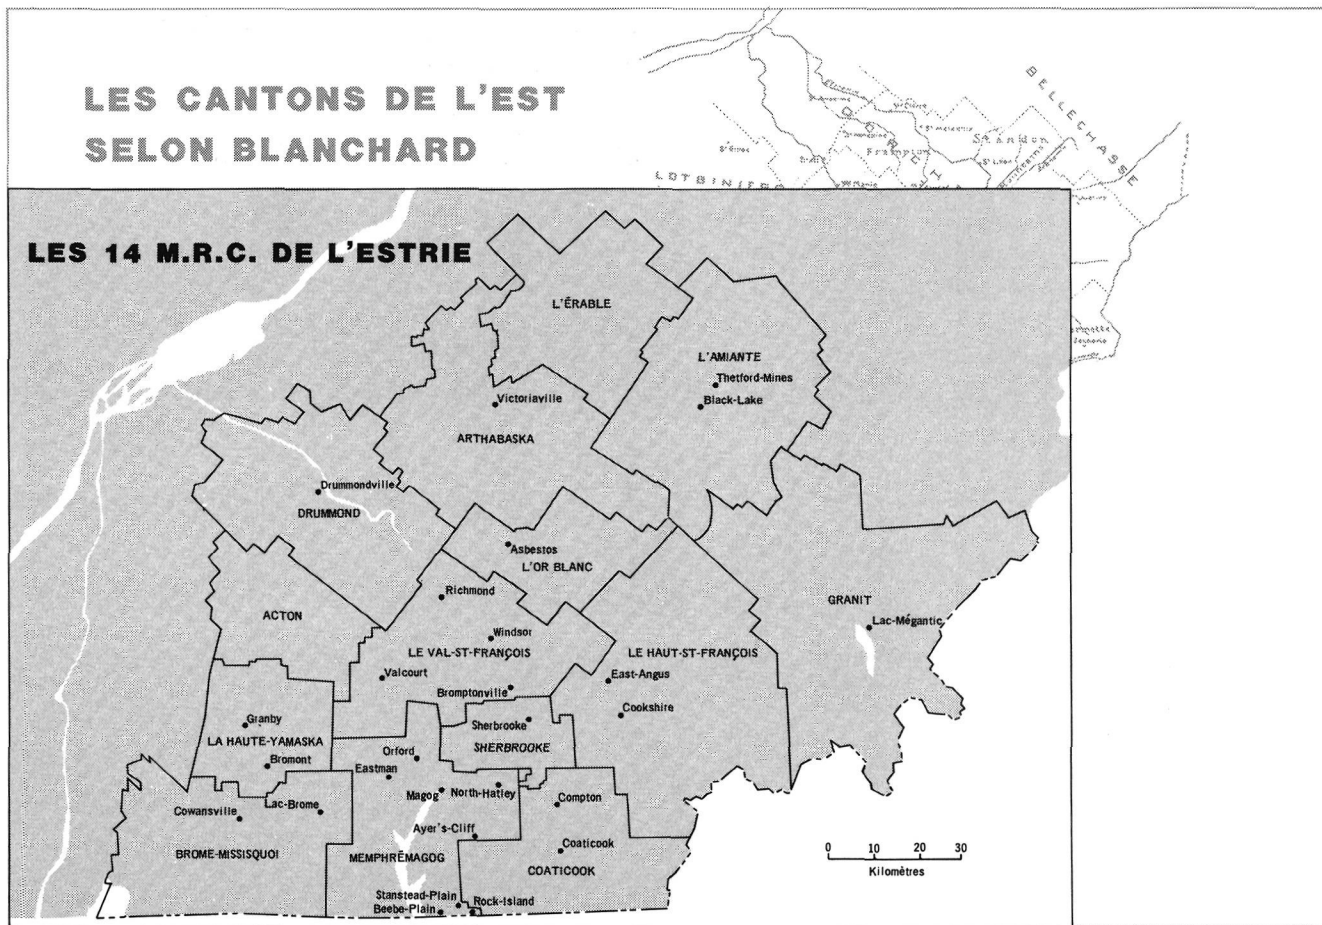 LES CANTONS DE L'EST
SELON BLANCHARD
BELLECHASSE
Frampton
Standon
LOTBINIÈRE
LES 14 M.R.C. DE L'ESTRIE
L'ÉRABLE
L'AMIANTE
Thetford-Mines
Black-Lake
Victoriaville
ARTHABASKA
Drummondville
DRUMMOND
Asbestos
L'OR BLANC
Richmond
ACTON
GRANIT
Lac-Mégantic
Windsor
LE VAL-ST-FRANÇOIS
LE HAUT-ST-FRANÇOIS
Valcourt
East-Angus
Bromptonville
Cookshire
Granby
Sherbrooke
LA HAUTE-YAMASKA
SHERBROOKE
Orford
Bromont
Eastman
Magog
North-Hatley
Compton
Lac-Brome
Cowansville
Ayer's-Cliff
Coaticook
BROME-MISSISQUOI
MEMPHRÉMAGOG
COATICOOK
0 10 20 30
Kilomètres
Stanstead-Plain
Rock-Island
Beebe-Plain